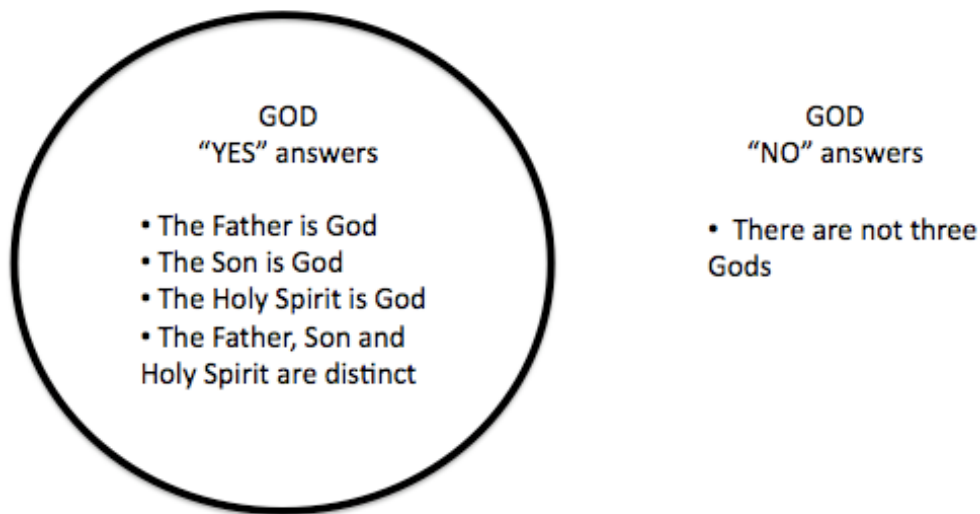 GOD
“YES” answers
• The Father is God
• The Son is God
• The Holy Spirit is God
• The Father, Son and
Holy Spirit are distinct
GOD
“NO” answers
• There are not three
Gods